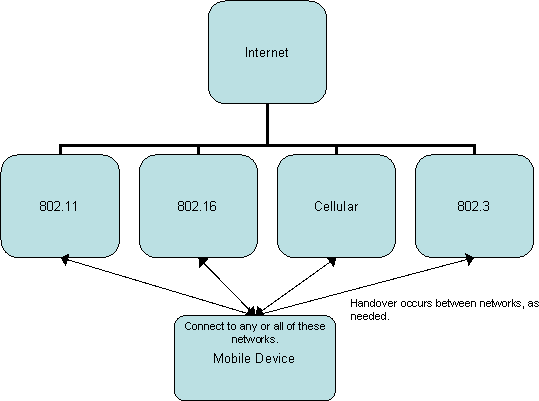 Internet
802.11
802.16
Cellular
802.3
Handover occurs between networks, as
needed.
Connect to any or all of these
networks.
Mobile Device